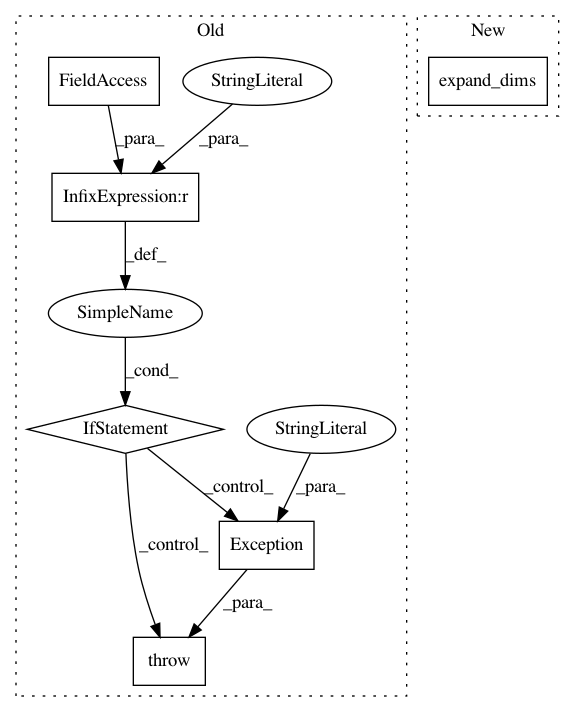 Old
New
FieldAccess
StringLiteral
expand_dims
_para_
_para_
InfixExpression:r
_def_
SimpleName
_cond_
IfStatement
StringLiteral
_control_
_para_
Exception
_control_
_para_
throw